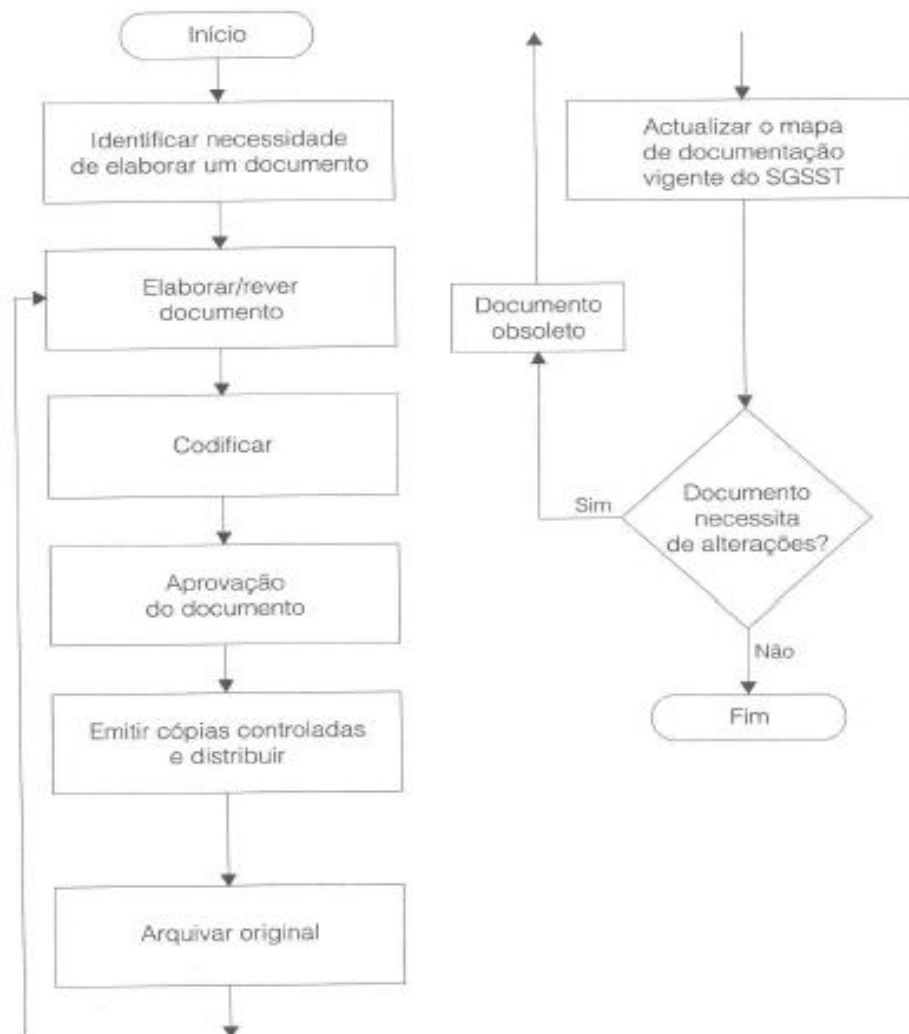 Início
Identificar necessidade
de elaborar um documento
Elaborar/rever
documento
Codificar
Aprovação
do documento
Emitir cópias controladas
e distribuir
Arquivar original
Actualizar o mapa
de documentação
vigente do SGSST
Documento
obsoleto
Sim
Documento
necessita
de alterações?
Não
Fim